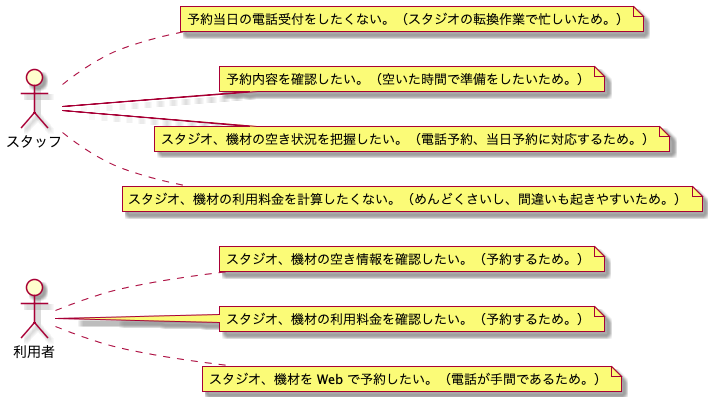 予約当日の電話受付をしたくない。（スタジオの転換作業で忙しいため。）
予約内容を確認したい。（空いた時間で準備をしたいため。）
スタッフ
スタジオ、機材の空き状況を把握したい。（電話予約、当日予約に対応するため。）
スタジオ、機材の利用料金を計算したくない。（めんどくさいし、間違いも起きやすいため。）
スタジオ、機材の空き情報を確認したい。（予約するため。）
スタジオ、機材の利用料金を確認したい。（予約するため。）
利用者
スタジオ、機材を Web で予約したい。（電話が手間であるため。）